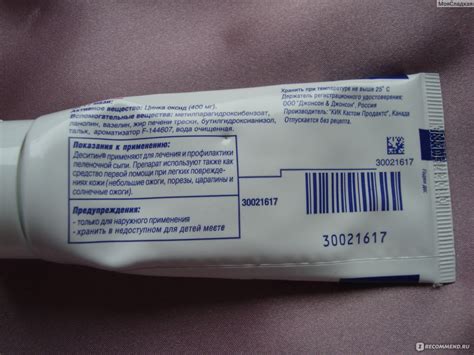 МояСладкая
Активное вещество: Цинка оксид (400 мг).
Вспомогательные вещества: метилпарагидроксибензоат,
ланолин, вазелин, жир печени трески, бутилгидроксианизол,
тальк, ароматизатор F-144607, вода очищенная.
Показания к применению:
Деситин® применяют для лечения и профилактики
пеленочной сыпи. Препарат используют также как
средство первой помощи при легких поврежде-
ниях кожи (небольшие ожоги, порезы, царапины и
солнечные ожоги).
Предупреждения:
- только для наружного применения
- хранить в недоступном для детей месте
Хранить при температуре не выше 25° С
Держатель регистрационного удостоверения:
ООО "Джонсон & Джонсон", Россия
Производитель: "КИК Кастом Продактс", Канада
Отпускается без рецепта.
30021617
30021617
30021617
IRECOMMEND.RU